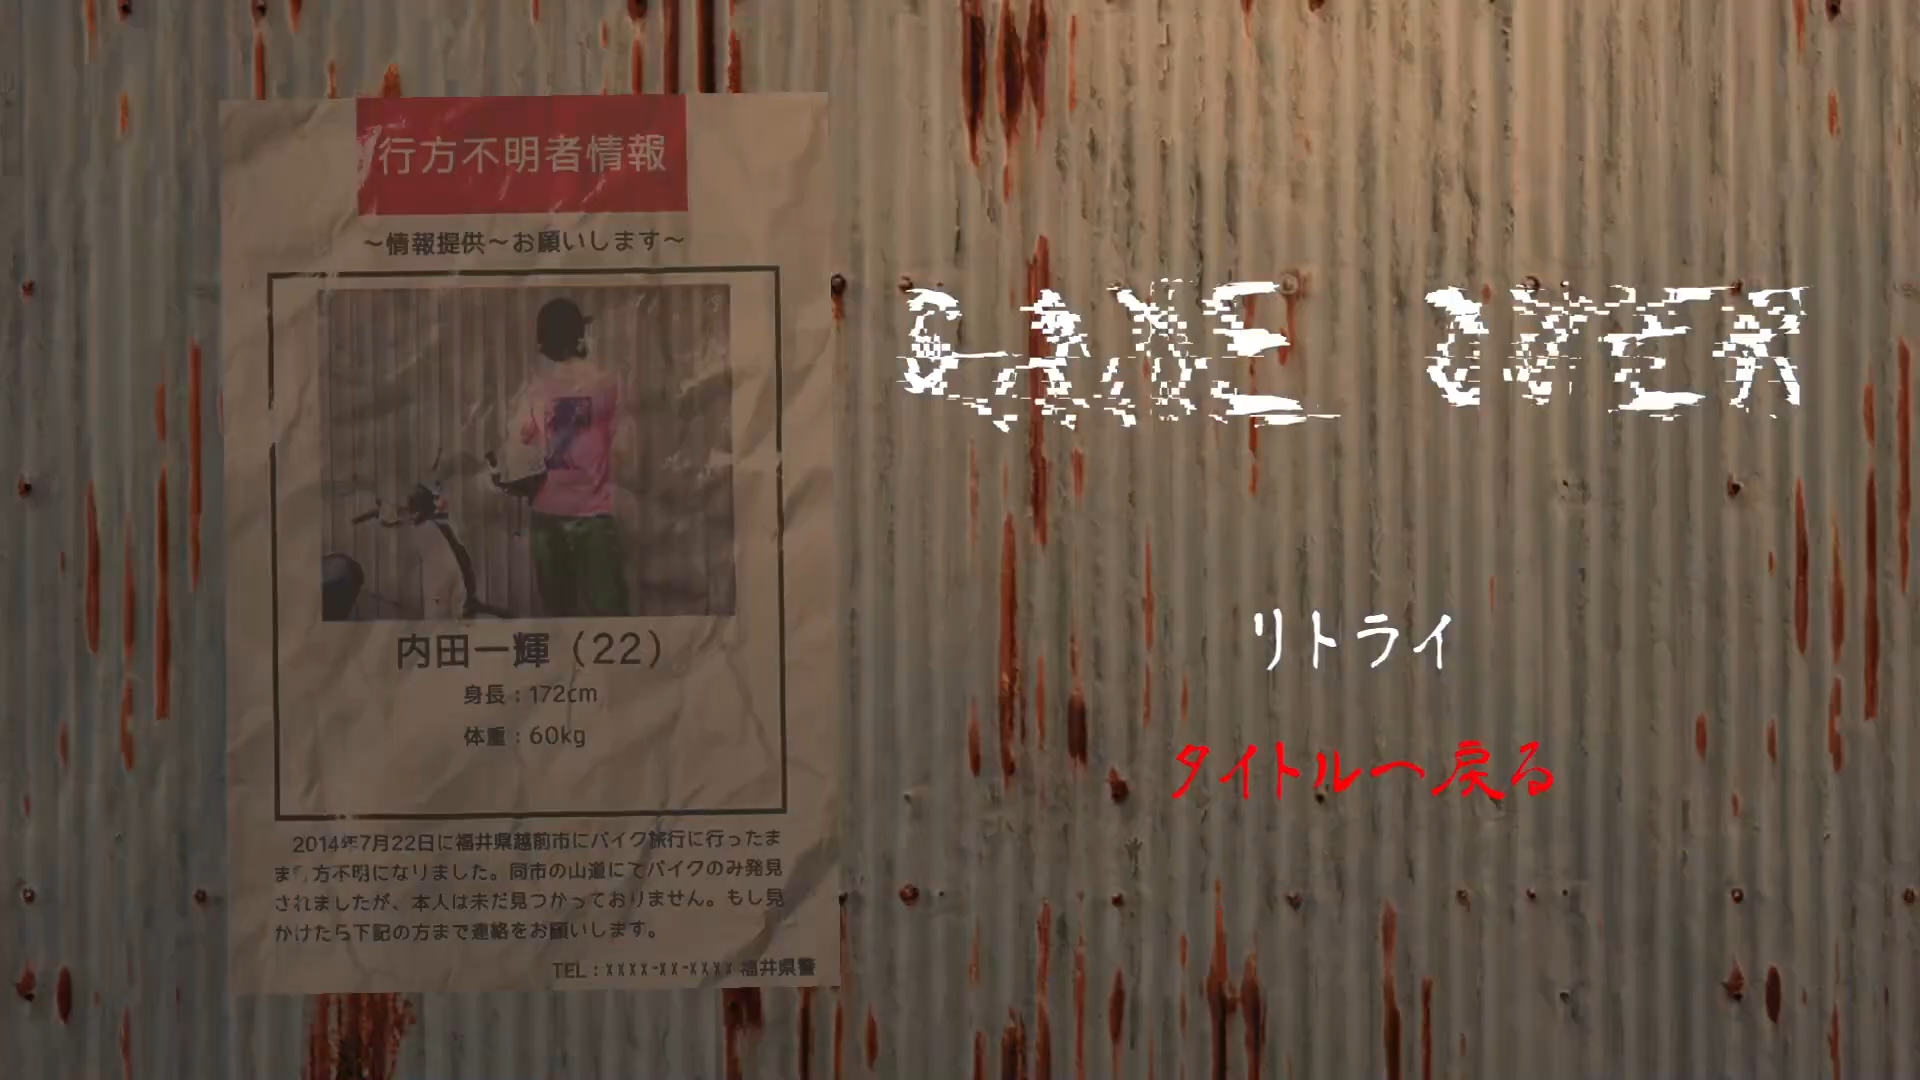 行方不明者情報
～情報提供～お願いします～
内田一輝（22）
身長：172cm
体重：60kg
2014年7月22日に福井県越前市にバイク旅行に行ったま
ま 方不明になりました。同市の山道にてバイクのみ発見
されましたが、本人は未だ見つかっておりません。もし見
かけたら下記の方まで連絡をお願いします。
TEL：xxxx-xx-xxxx 福井県警
GAME OVER
リトライ
タイトルへ戻る